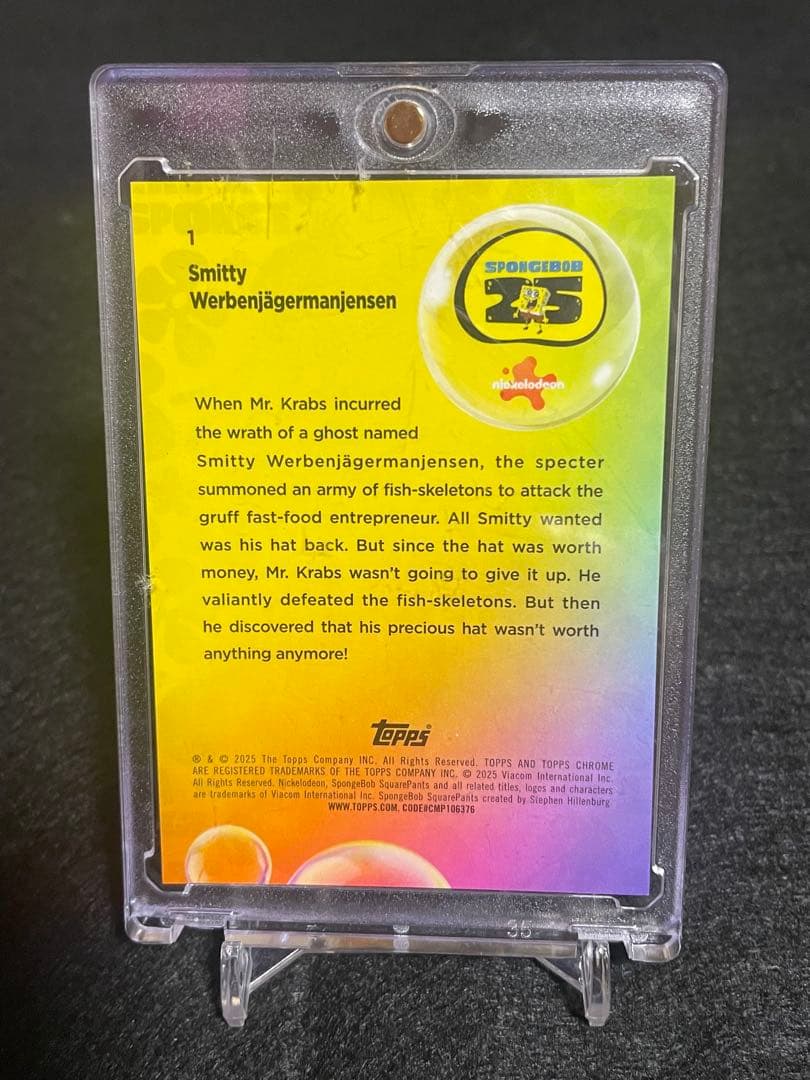 1
Smitty
Werbenjägermanjensen
SPONGEBOB
25
nickelodeon
When Mr. Krabs incurred
the wrath of a ghost named
Smitty Werbenjägermanjensen, the specter
summoned an army of fish-skeletons to attack the
gruff fast-food entrepreneur. All Smitty wanted
was his hat back. But since the hat was worth
money, Mr. Krabs wasn't going to give it up. He
valiantly defeated the fish-skeletons. But then
he discovered that his precious hat wasn't worth
anything anymore!
topps®
® & © 2025 The Topps Company INC. All Rights Reserved. TOPPS AND TOPPS CHROME
ARE REGISTERED TRADEMARKS OF THE TOPPS COMPANY INC. © 2025 Viacom International Inc.
All Rights Reserved. Nickelodeon, SpongeBob SquarePants and all related titles, logos and characters
are trademarks of Viacom International Inc. SpongeBob SquarePants created by Stephen Hillenburg
WWW.TOPPS.COM. CODE#CMP106376
35